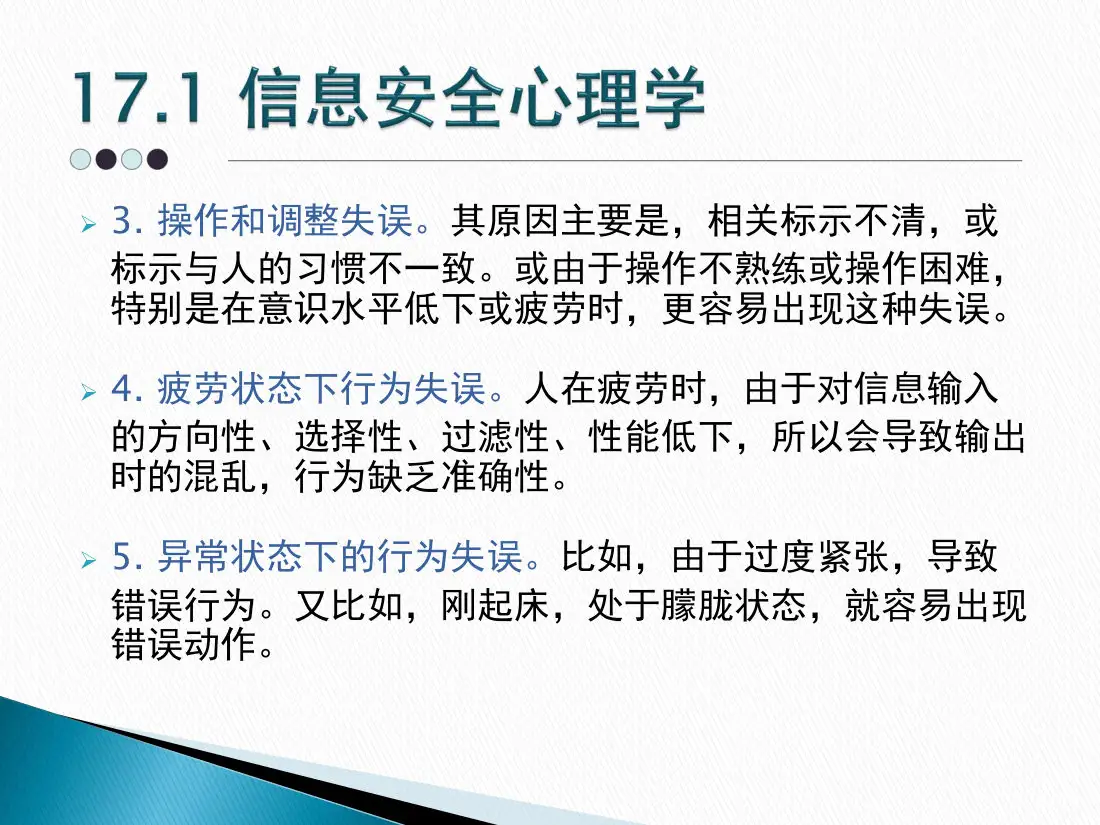 17.1 信息安全心理学
3. 操作和调整失误。其原因主要是，相关标示不清，或
标示与人的习惯不一致。或由于操作不熟练或操作困难，
特别是在意识水平低下或疲劳时，更容易出现这种失误。
4. 疲劳状态下行为失误。人在疲劳时，由于对信息输入
的方向性、选择性、过滤性、性能低下，所以会导致输出
时的混乱，行为缺乏准确性。
5. 异常状态下的行为失误。比如，由于过度紧张，导致
错误行为。又比如，刚起床，处于朦胧状态，就容易出现
错误动作。